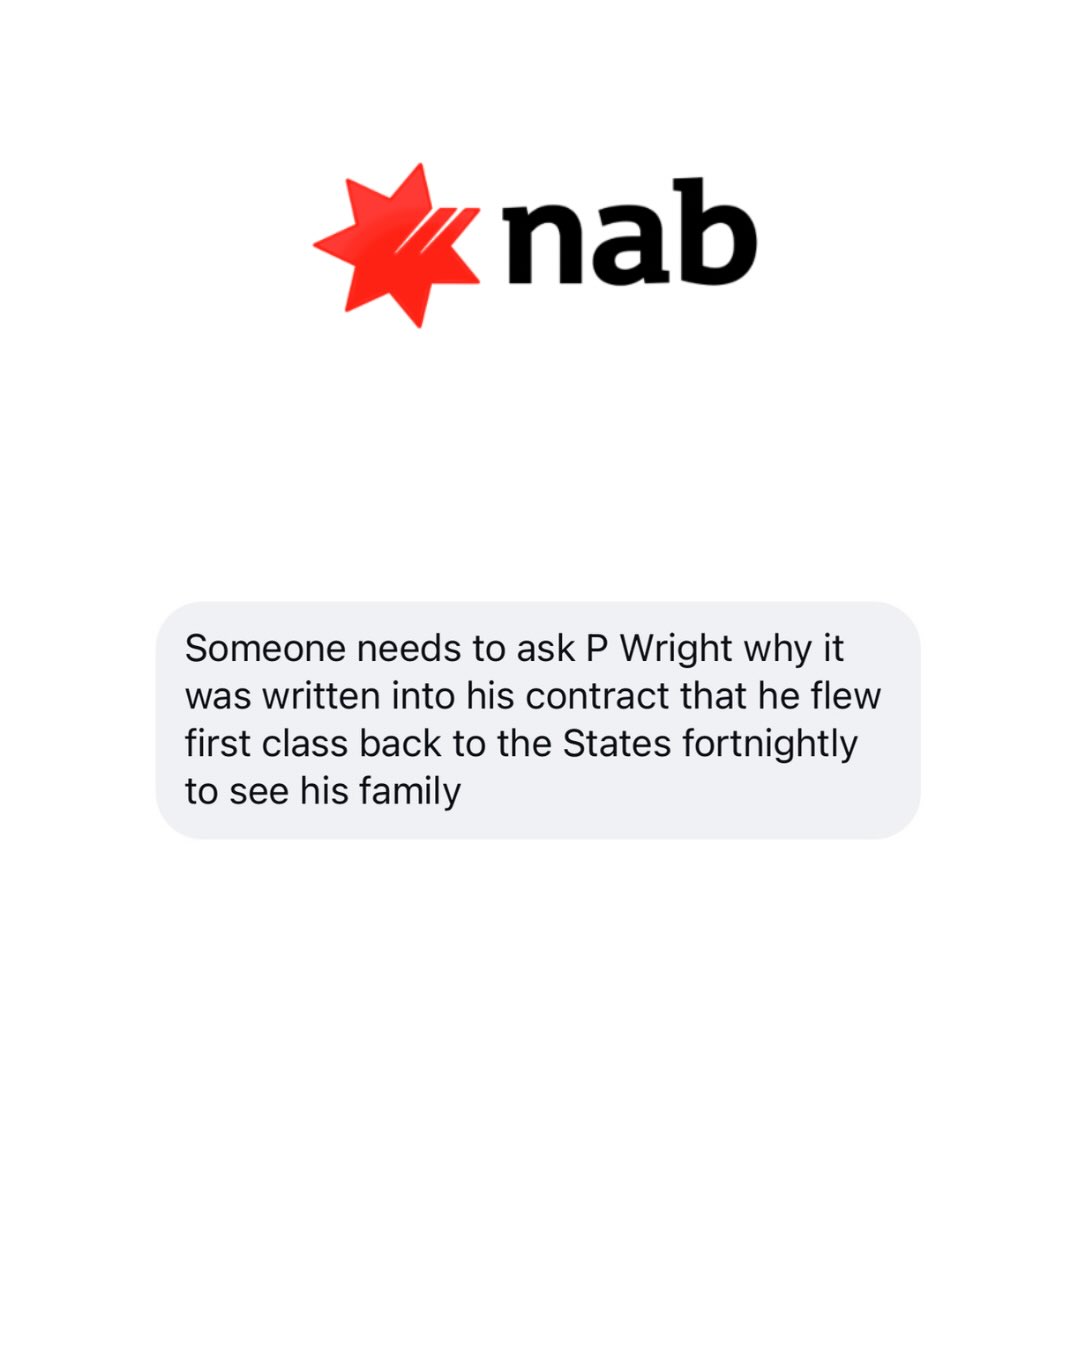 nab
Someone needs to ask P Wright why it
was written into his contract that he flew
first class back to the States fortnightly
to see his family